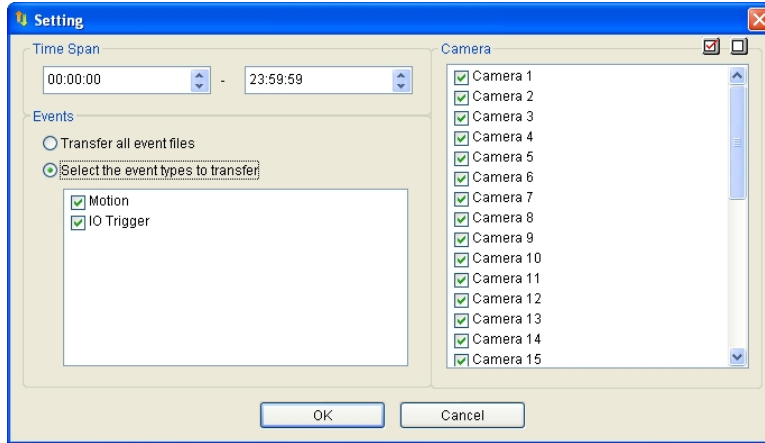 Setting
Time Span
00:00:00 - 23:59:59
Events
Transfer all event files
Select the event types to transfer
Motion
IO Trigger
Camera
Camera 1
Camera 2
Camera 3
Camera 4
Camera 5
Camera 6
Camera 7
Camera 8
Camera 9
Camera 10
Camera 11
Camera 12
Camera 13
Camera 14
Camera 15
OK Cancel